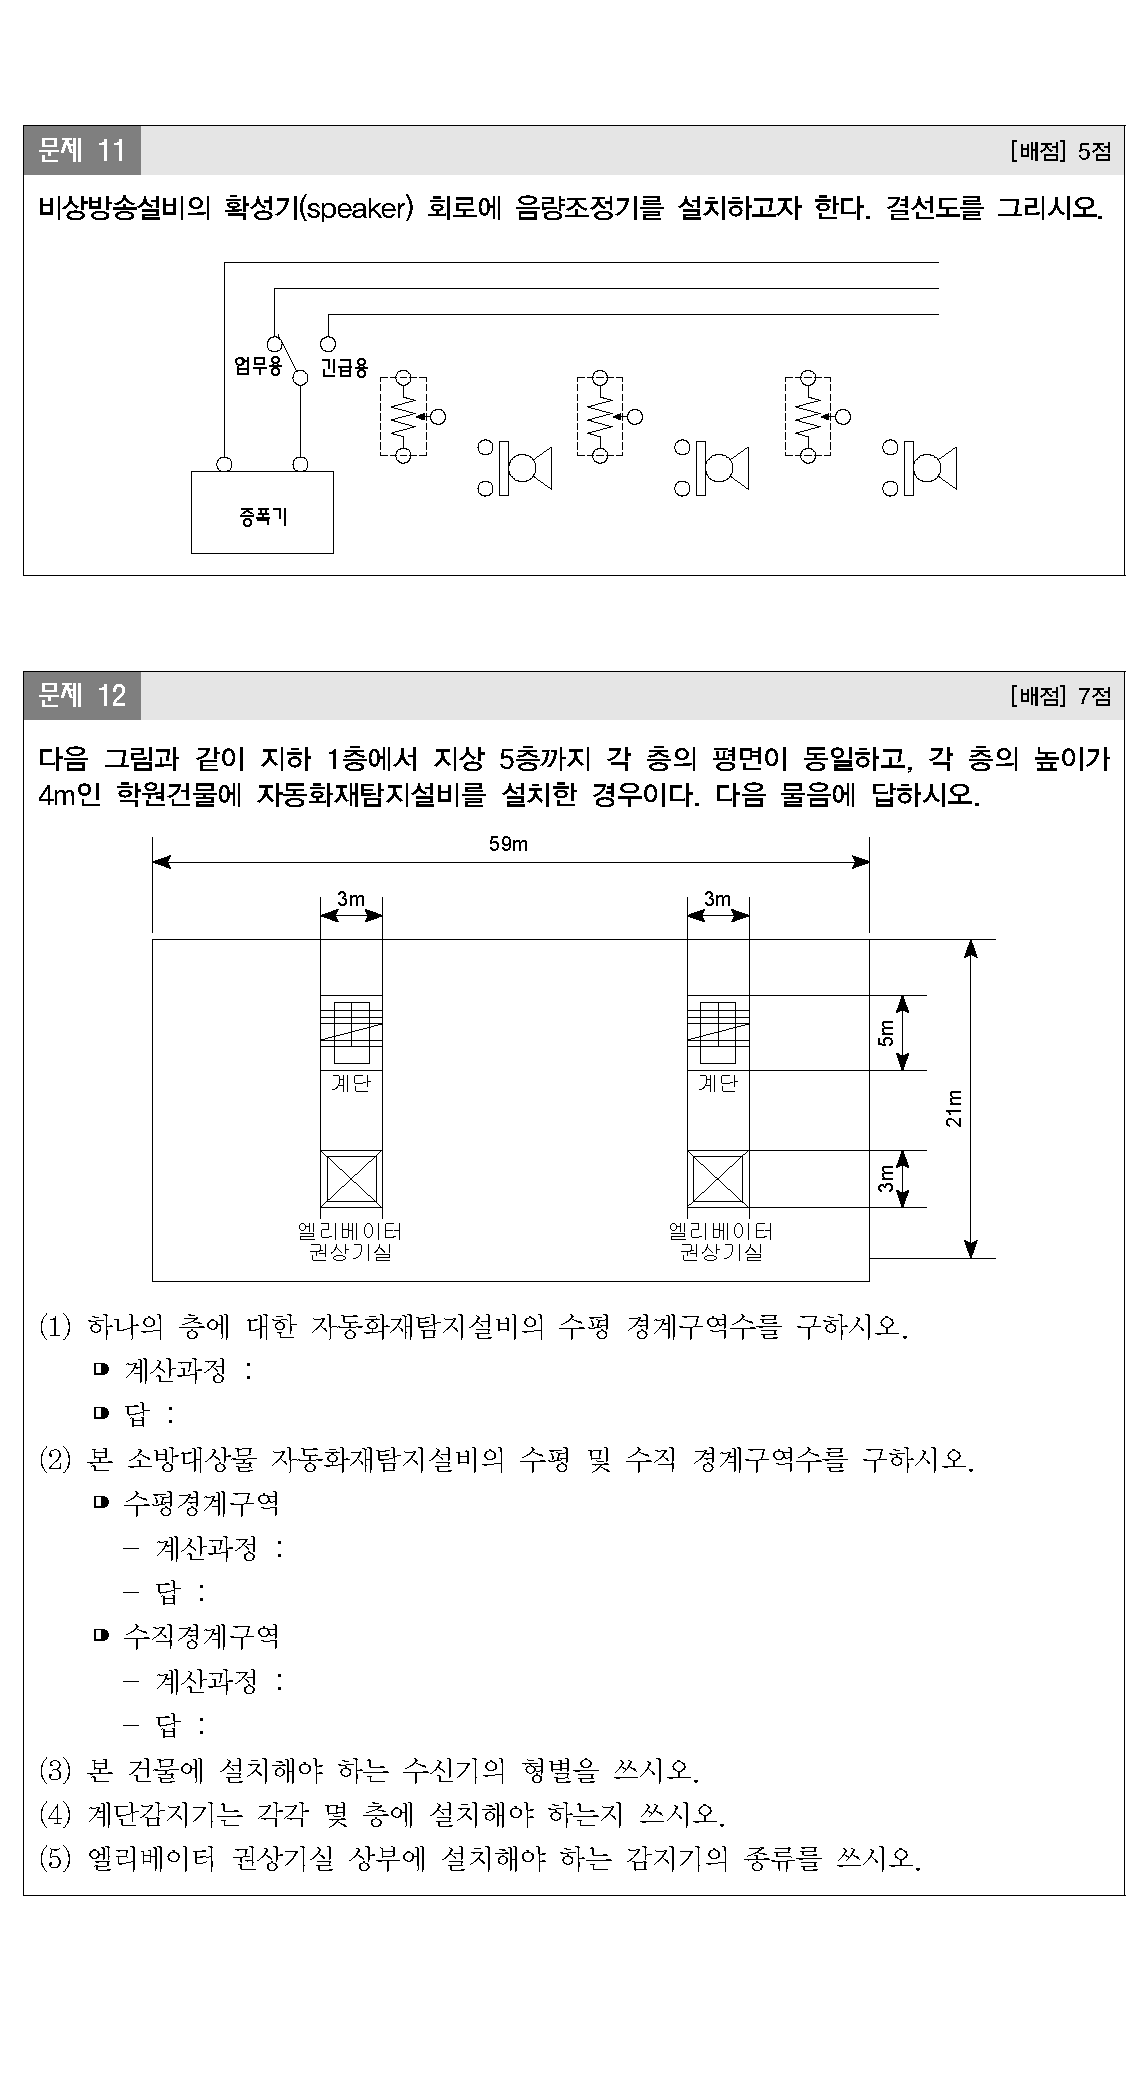 문제 11
[배점] 5점
비상방송설비의 확성기(speaker) 회로에 음량조정기를 설치하고자 한다. 결선도를 그리시오.
업무용
긴급용
증폭기
문제 12
[배점] 7점
다음 그림과 같이 지하 1층에서 지상 5층까지 각 층의 평면이 동일하고, 각 층의 높이가
4m인 학원건물에 자동화재탐지설비를 설치한 경우이다. 다음 물음에 답하시오.
59m
3m
3m
5m
계단
계단
21m
3m
엘리베이터
권상기실
엘리베이터
권상기실
(1) 하나의 층에 대한 자동화재탐지설비의 수평 경계구역수를 구하시오.
계산과정 :
답 :
(2) 본 소방대상물 자동화재탐지설비의 수평 및 수직 경계구역수를 구하시오.
수평경계구역
- 계산과정 :
- 답 :
수직경계구역
- 계산과정 :
- 답 :
(3) 본 건물에 설치해야 하는 수신기의 형별을 쓰시오.
(4) 계단감지기는 각각 몇 층에 설치해야 하는지 쓰시오.
(5) 엘리베이터 권상기실 상부에 설치해야 하는 감지기의 종류를 쓰시오.